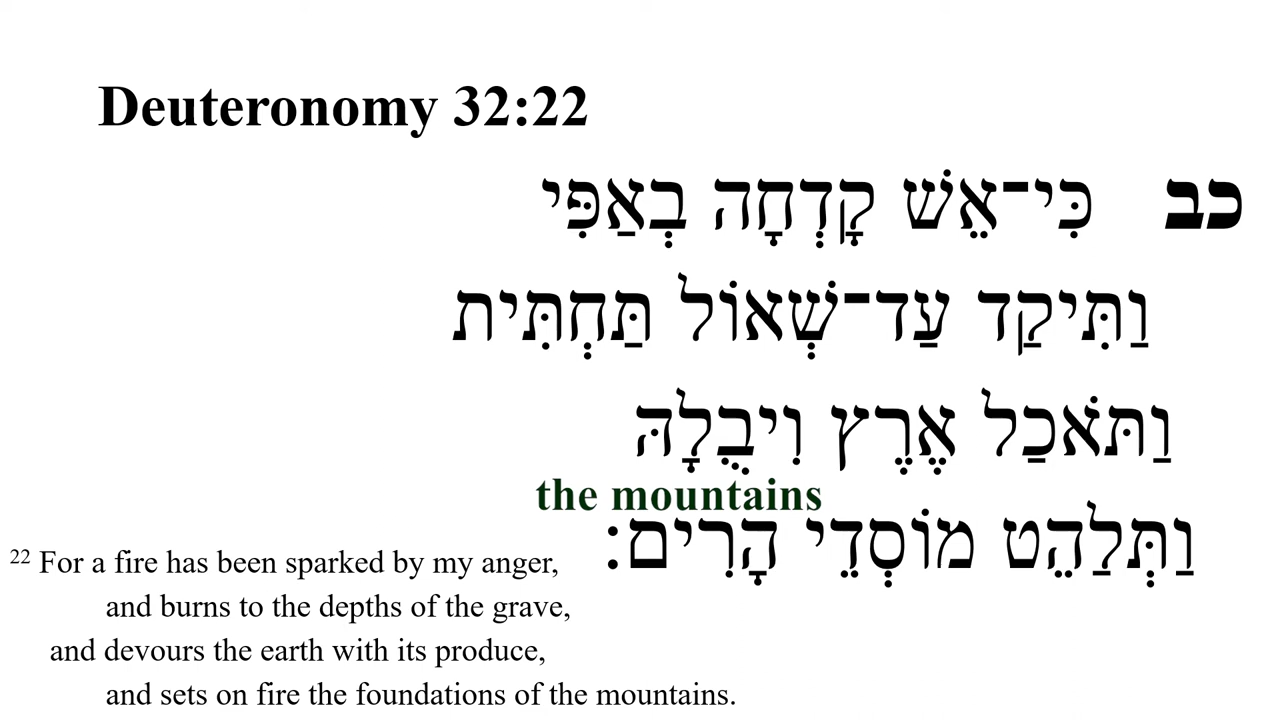 Deuteronomy 32:22
כב כִּי־אֵשׁ קָדְחָה בְאַפִּי
וַתִּיקַד עַד־שְׁאוֹל תַּחְתִּית
וַתֹּאכַל אֶרֶץ וִיבֻלָהּ
the mountains
וַתְּלַהֵט מוֹסְדֵי הָרִים׃
22 For a fire has been sparked by my anger,
and burns to the depths of the grave,
and devours the earth with its produce,
and sets on fire the foundations of the mountains.